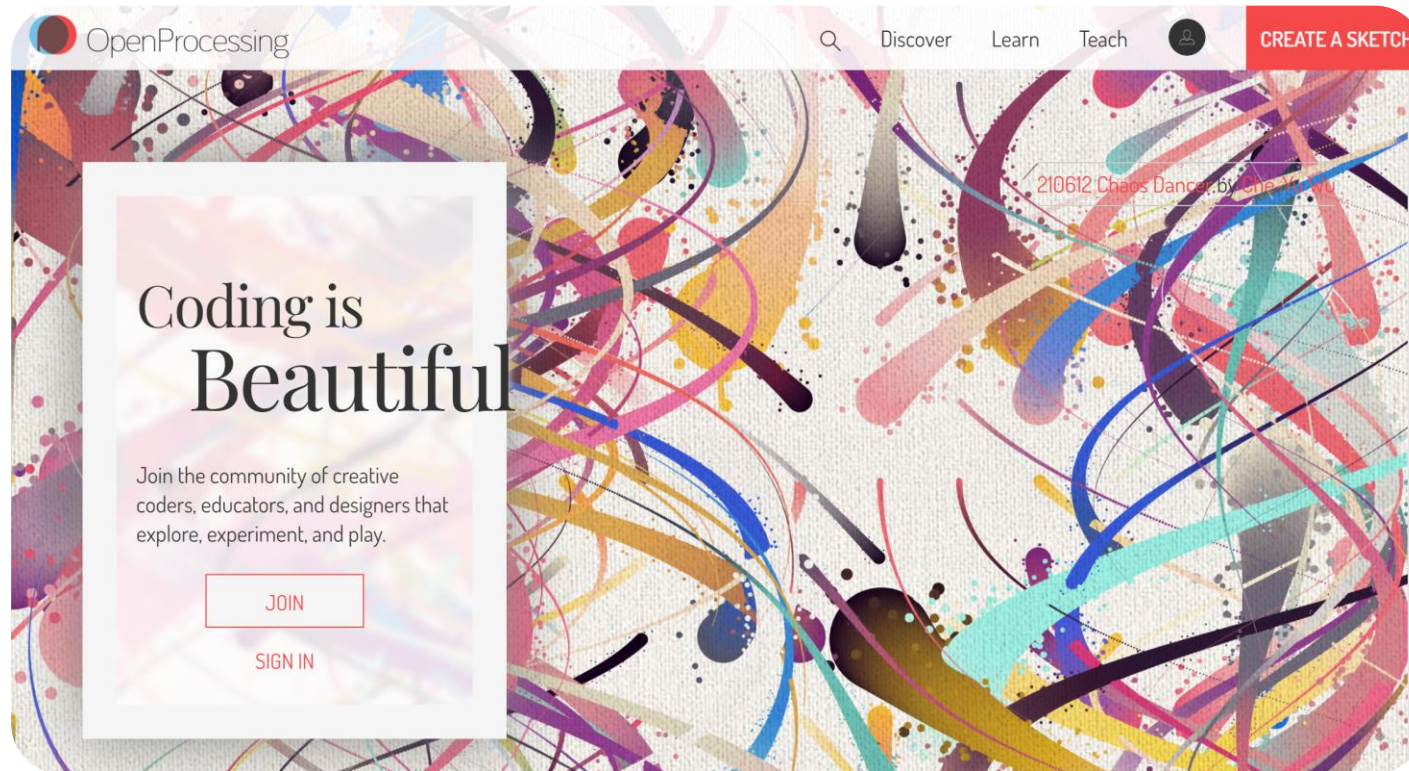 OpenProcessing
Discover
Learn
Teach
CREATE A SKETCH
210612 Chaos Dancer by Che-Yu Wu
Coding is
Beautiful
Join the community of creative
coders, educators, and designers that
explore, experiment, and play.
JOIN
SIGN IN